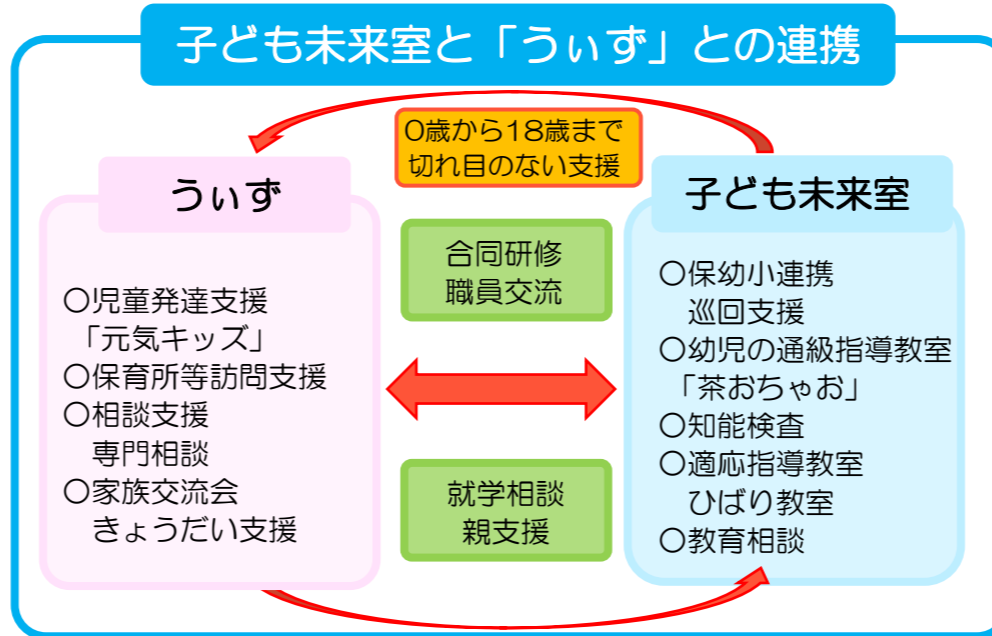 子ども未来室と「うぃず」との連携
0歳から18歳まで
切れ目のない支援
うぃず
〇児童発達支援
「元気キッズ」
〇保育所等訪問支援
〇相談支援
専門相談
〇家族交流会
きょうだい支援
合同研修
職員交流
就学相談
親支援
子ども未来室
〇保幼小連携
巡回支援
〇幼児の通級指導教室
「茶おちゃお」
〇知能検査
〇適応指導教室
ひばり教室
〇教育相談